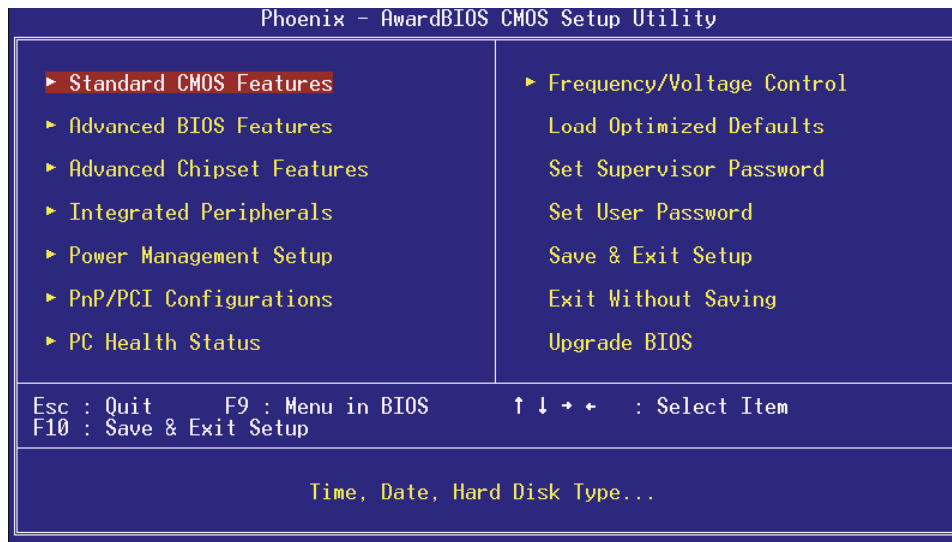 Phoenix - AwardBIOS CMOS Setup Utility
► Standard CMOS Features
► Advanced BIOS Features
► Advanced Chipset Features
► Integrated Peripherals
► Power Management Setup
► PnP/PCI Configurations
► PC Health Status
► Frequency/Voltage Control
Load Optimized Defaults
Set Supervisor Password
Set User Password
Save & Exit Setup
Exit Without Saving
Upgrade BIOS
Esc : Quit F9 : Menu in BIOS ↑ ↓ → ← : Select Item
F10 : Save & Exit Setup
Time, Date, Hard Disk Type...